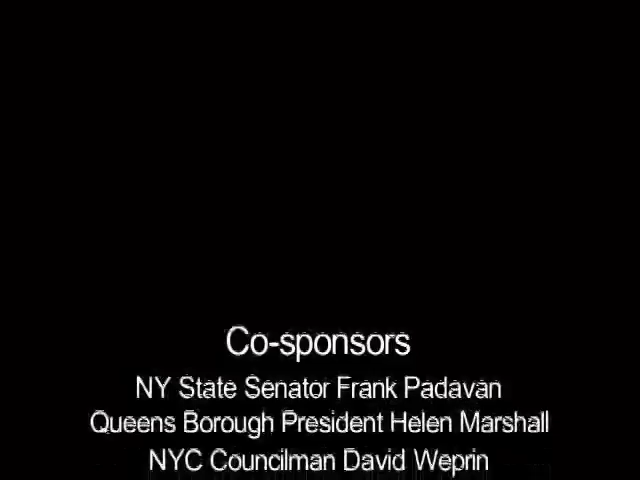 Co-sponsors
NY State Senator Frank Padavan
Queens Borough President Helen Marshall
NYC Councilman David Weprin